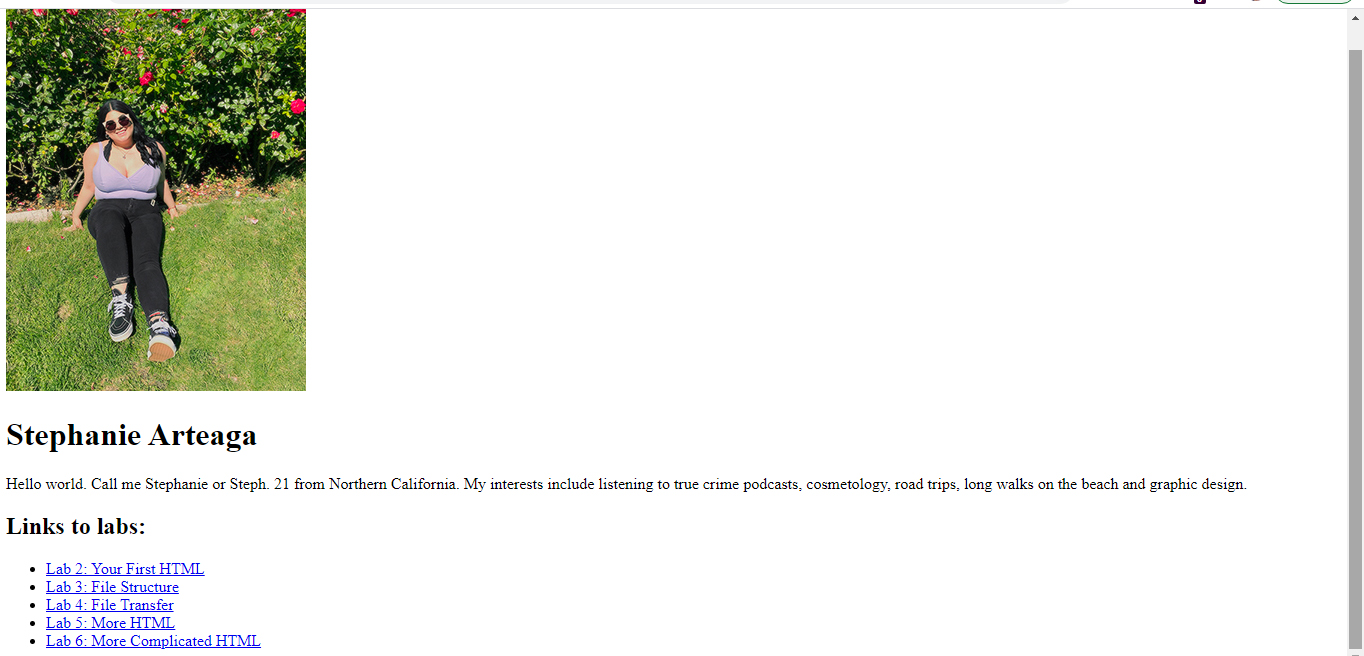 Stephanie Arteaga
Hello world. Call me Stephanie or Steph. 21 from Northern California. My interests include listening to true crime podcasts, cosmetology, road trips, long walks on the beach and graphic design.
Links to labs:
Lab 2: Your First HTML
Lab 3: File Structure
Lab 4: File Transfer
Lab 5: More HTML
Lab 6: More Complicated HTML